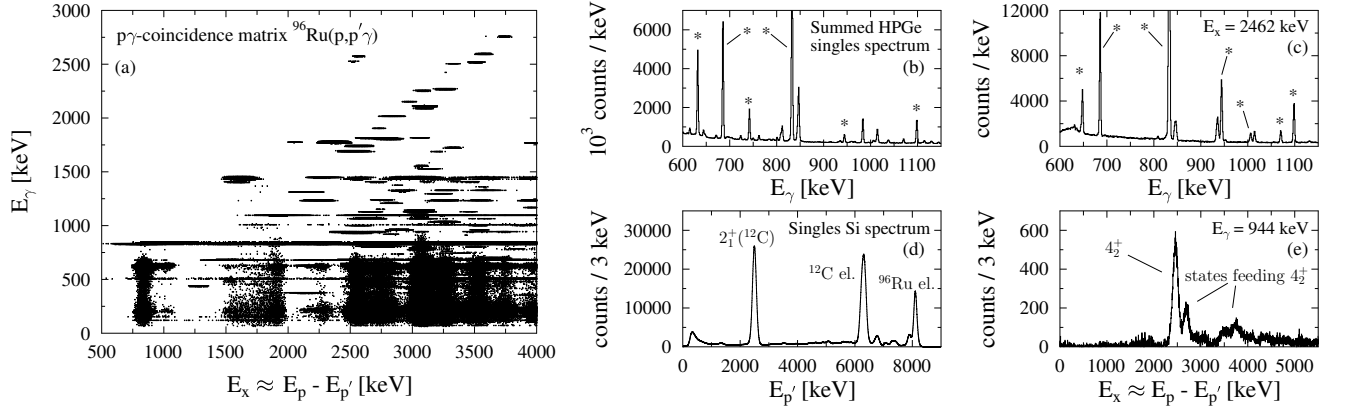 3000
2500
2000
1500
1000
500
0
E_γ [keV]
pγ-coincidence matrix ⁹⁶Ru(p,p′γ)
(a)
500 1000 1500 2000 2500 3000 3500 4000
E_x ≈ E_p - E_p′ [keV]
6000
4000
2000
0
10³ counts / keV
* * * * * *
Summed HPGe
singles spectrum
(b)
600 700 800 900 1000 1100
E_γ [keV]
12000
8000
4000
0
counts / keV
* * * * * * *
E_x = 2462 keV
(c)
600 700 800 900 1000 1100
E_γ [keV]
30000
20000
10000
0
counts / 3 keV
Singles Si spectrum
(d)
2₁⁺(¹²C)
¹²C el.
⁹⁶Ru el.
0 2000 4000 6000 8000
E_p′ [keV]
600
400
200
0
counts / 3 keV
E_γ = 944 keV
(e)
4₂⁺
states feeding 4₂⁺
0 1000 2000 3000 4000 5000
E_x ≈ E_p - E_p′ [keV]